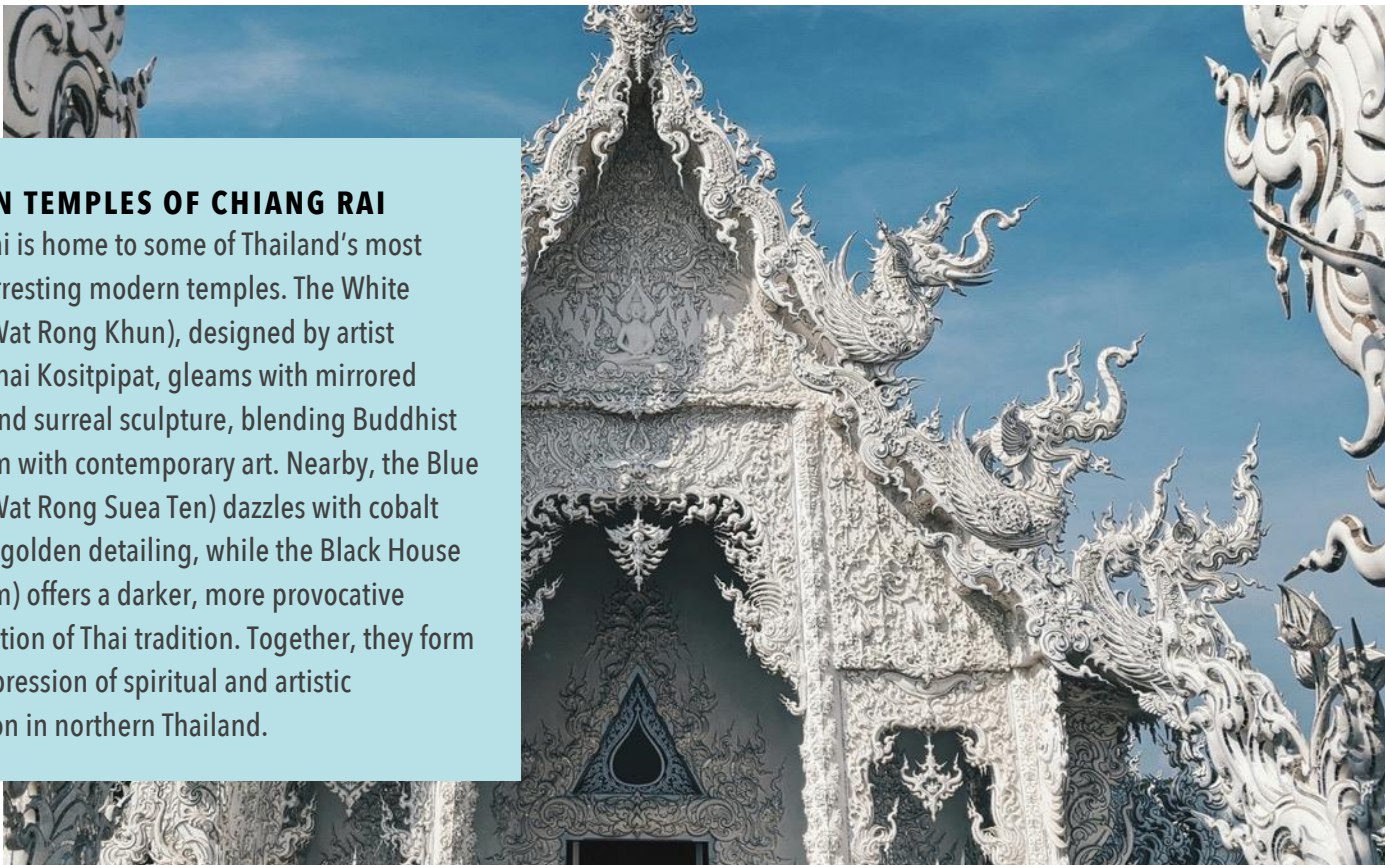 N TEMPLES OF CHIANG RAI
ai is home to some of Thailand’s most
rresting modern temples. The White
Wat Rong Khun), designed by artist
hai Kositpipat, gleams with mirrored
nd surreal sculpture, blending Buddhist
m with contemporary art. Nearby, the Blue
Wat Rong Suea Ten) dazzles with cobalt
golden detailing, while the Black House
m) offers a darker, more provocative
tion of Thai tradition. Together, they form
pression of spiritual and artistic
on in northern Thailand.